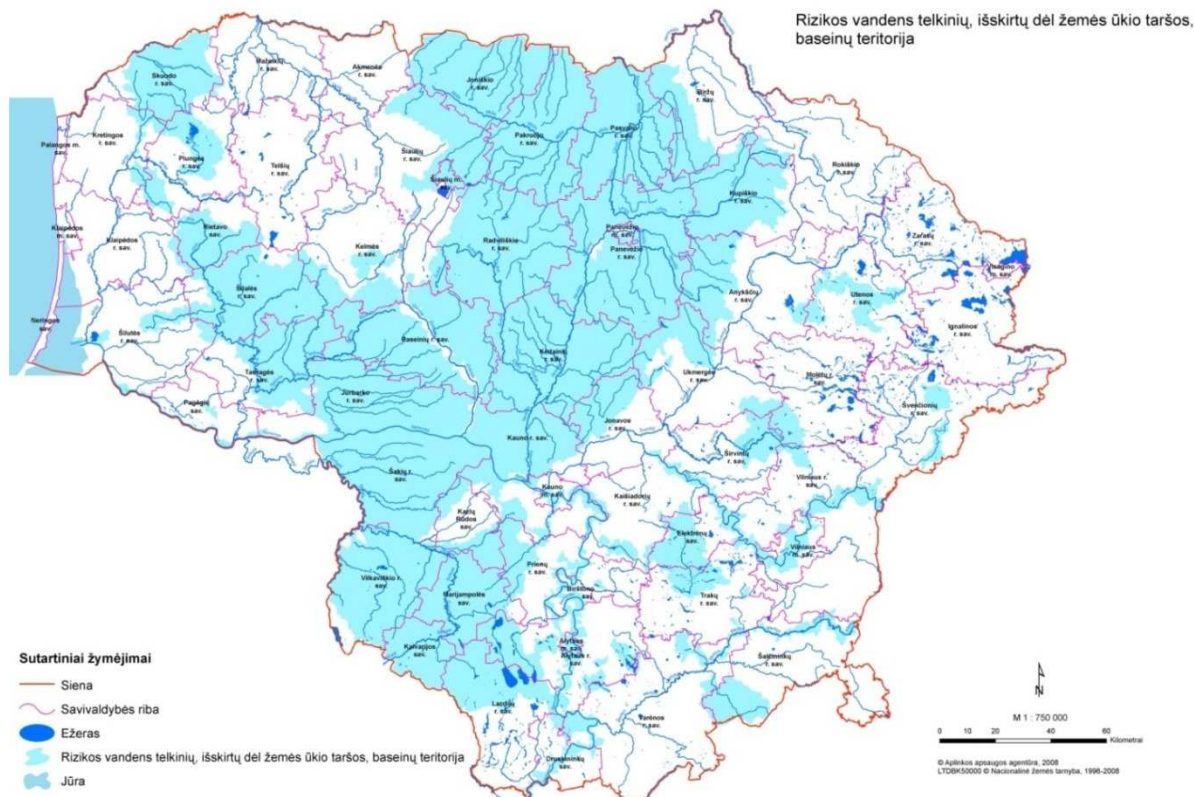 Rizikos vandens telkinių, išskirtų dėl žemės ūkio taršos,
baseinų teritorija
Skuodo
r. sav.
Mažeikių
r. sav.
Akmenės
r. sav.
Joniškio
r. sav.
Biržų
r. sav.
Palangos m.
sav.
Kretingos
r. sav.
Plungės
r. sav.
Telšių
r. sav.
Šiaulių
r. sav.
Šiaulių m.
sav.
Pakruojo
r. sav.
Pasvalio
r. sav.
Rokiškio
r. sav.
Kupiškio
r. sav.
Klaipėdos
m. sav.
Klaipėdos
r. sav.
Rietavo
sav.
Kelmės
r. sav.
Radviliškio
r. sav.
Panevėžio
m. sav.
Panevėžio
r. sav.
Zarasų
r. sav.
Visagino
sav.
Neringos
sav.
Šilutės
r. sav.
Šilalės
r. sav.
Anykščių
r. sav.
Utenos
r. sav.
Ignalinos
r. sav.
Raseinių r. sav.
Kėdainių
r. sav.
Tauragės
r. sav.
Pagėgių
sav.
Jurbarko
r. sav.
Ukmergės
r. sav.
Molėtų r.
sav.
Švenčionių
r. sav.
Kauno r. sav.
Jonavos
r. sav.
Širvintų
r. sav.
Šakių r.
sav.
Kauno
m. sav.
Kaišiadorių
r. sav.
Vilniaus r.
sav.
Kazlų
Rūdos
sav.
Elektrėnų
sav.
Vilniaus
m. sav.
Vilkaviškio r.
sav.
Marijampolės
sav.
Prienų
r. sav.
Birštono
sav.
Trakų
r. sav.
Kalvarijos
sav.
Alytaus
m. sav.
Alytaus r.
sav.
Šalčininkų
r. sav.
Lazdijų
r. sav.
Varėnos
r. sav.
Druskininkų
sav.
Sutartiniai žymėjimai
Siena
Savivaldybės riba
Ežeras
Rizikos vandens telkinių, išskirtų dėl žemės ūkio taršos, baseinų teritorija
Jūra
N
M 1 : 750 000
0 10 20 40 60
Kilometrai
© Aplinkos apsaugos agentūra, 2008
LTDBK50000 © Nacionalinė žemės tarnyba, 1996-2008